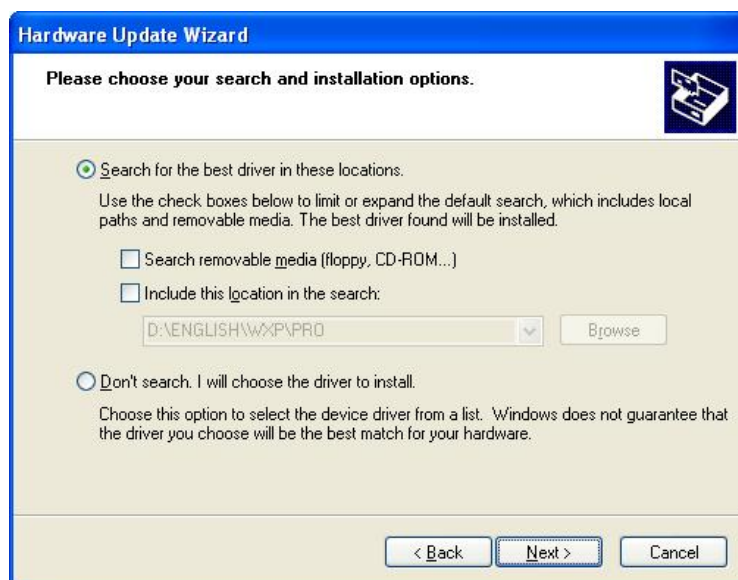 Hardware Update Wizard
Please choose your search and installation options.
Search for the best driver in these locations.
Use the check boxes below to limit or expand the default search, which includes local
paths and removable media. The best driver found will be installed.
Search removable media (floppy, CD-ROM...)
Include this location in the search:
D:\ENGLISH\WXP\PRO
Browse
Don't search. I will choose the driver to install.
Choose this option to select the device driver from a list. Windows does not guarantee that
the driver you choose will be the best match for your hardware.
< Back Next > Cancel